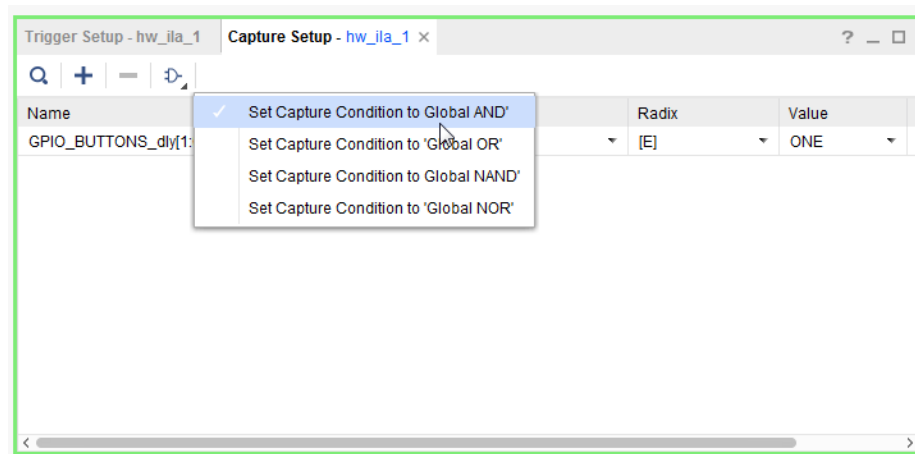 Trigger Setup - hw_ila_1 Capture Setup - hw_ila_1 × ? _
Name Radix Value
Set Capture Condition to Global AND'
GPIO_BUTTONS_dly[1: [E] ONE
Set Capture Condition to 'Global OR'
Set Capture Condition to Global NAND'
Set Capture Condition to 'Global NOR'